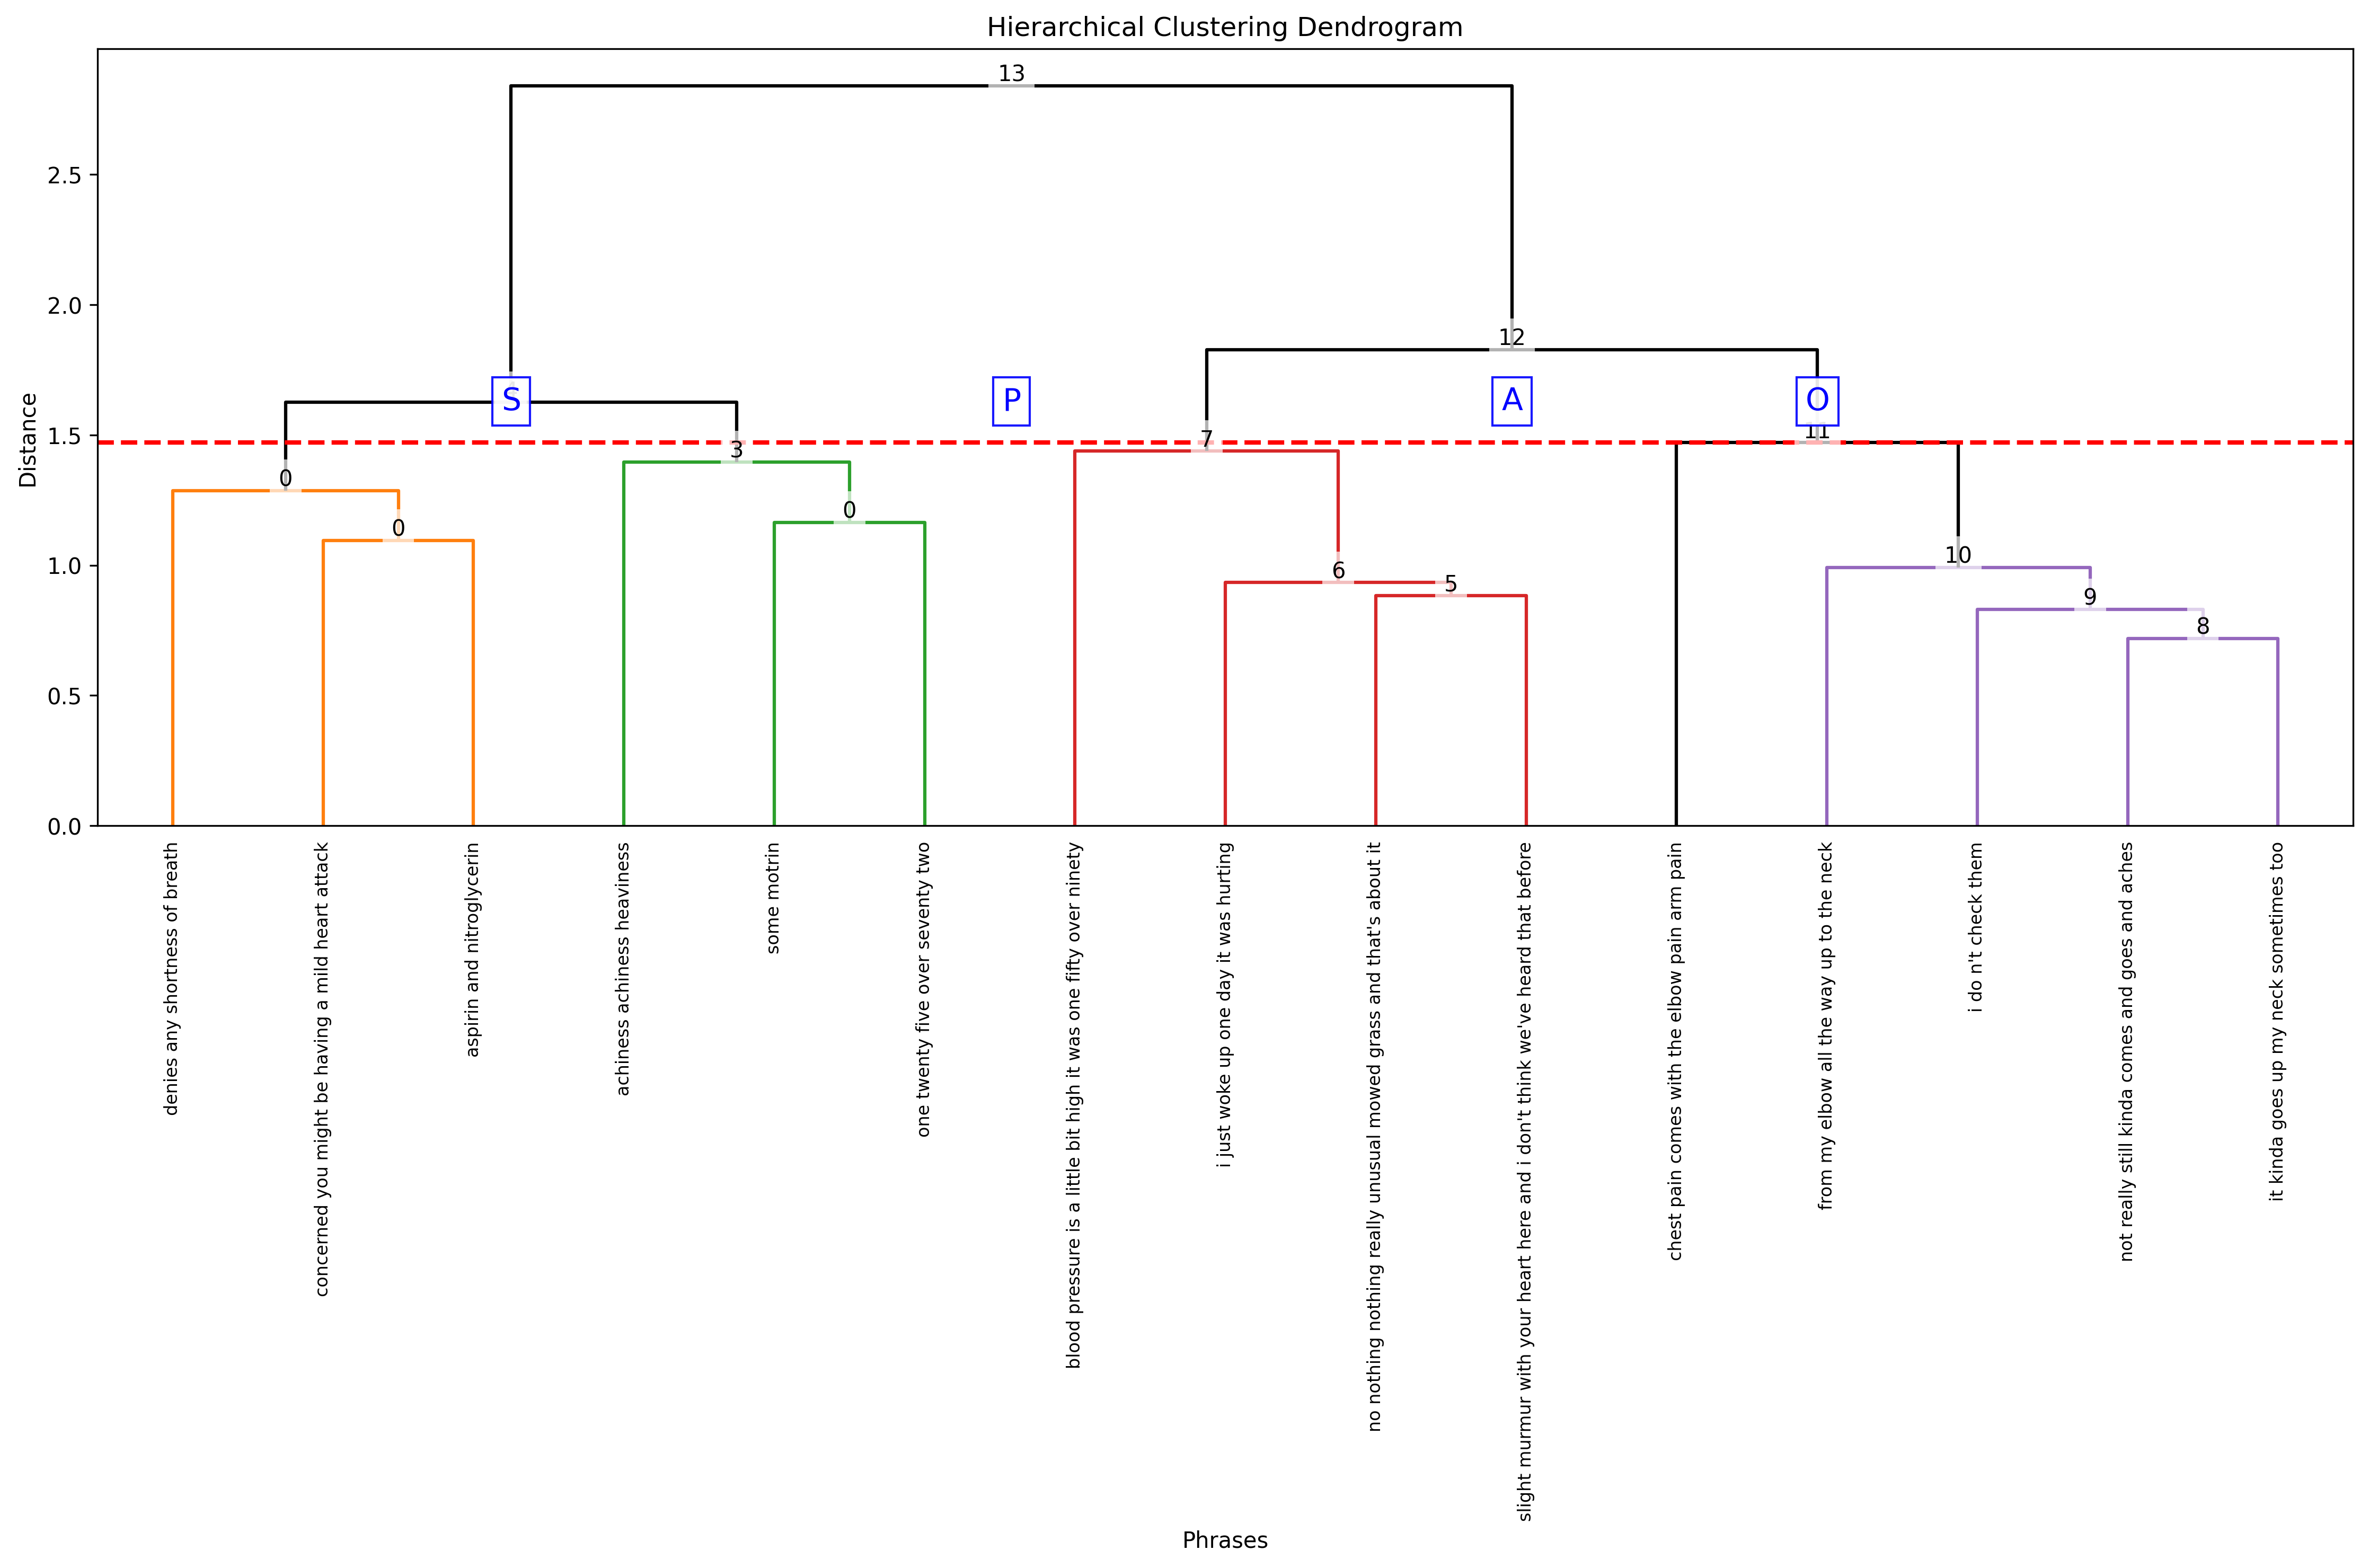 Hierarchical Clustering Dendrogram
13
2.5
2.0
12
S
P
A
O
Distance
1.5
7
11
3
0
0
0
1.0
10
6
5
9
8
0.5
0.0
denies any shortness of breath
concerned you might be having a mild heart attack
aspirin and nitroglycerin
achiness achiness heaviness
some motrin
one twenty five over seventy two
blood pressure is a little bit high it was one fifty over ninety
i just woke up one day it was hurting
no nothing nothing really unusual mowed grass and that's about it
slight murmur with your heart here and i don't think we've heard that before
chest pain comes with the elbow pain arm pain
from my elbow all the way up to the neck
i do n't check them
not really still kinda comes and goes and aches
it kinda goes up my neck sometimes too
Phrases